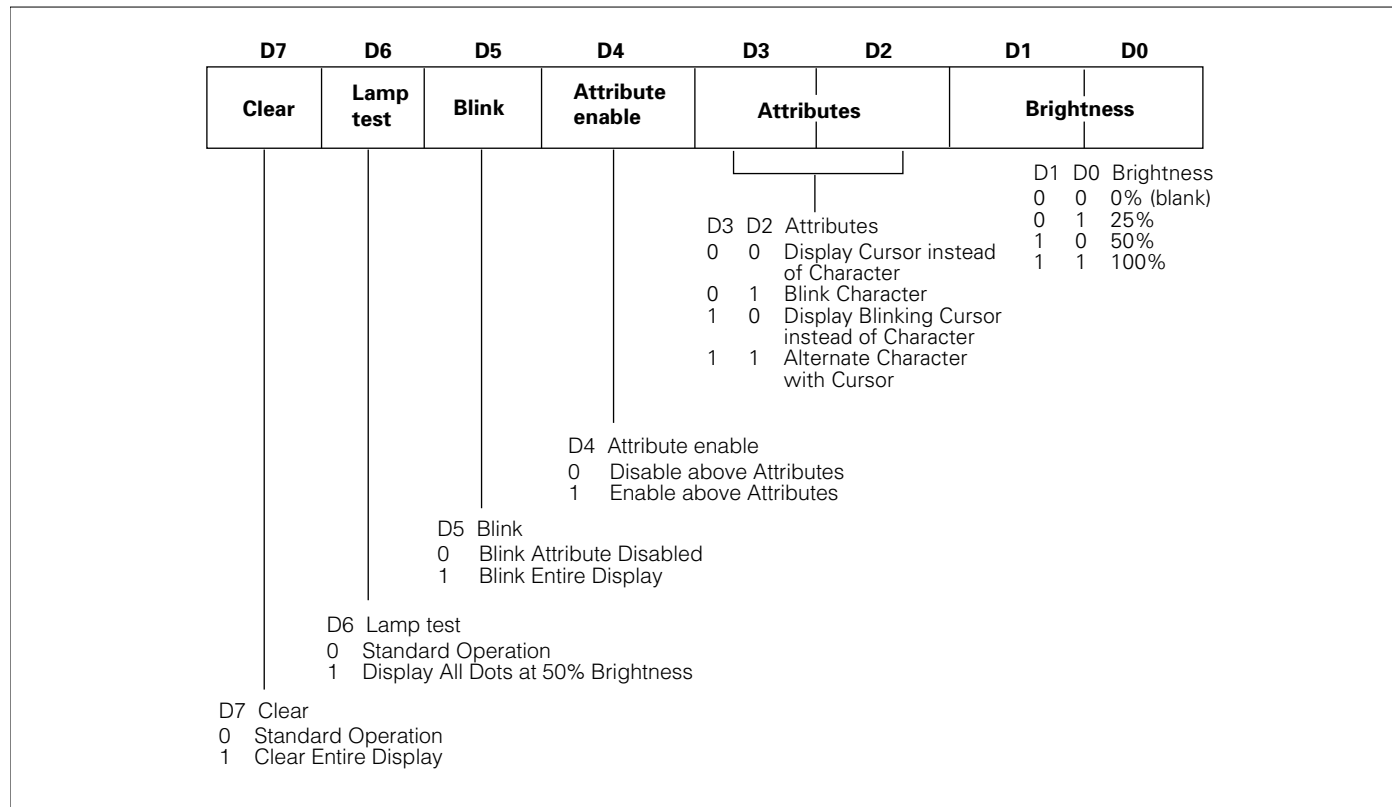 D7 D6 D5 D4 D3 D2 D1 D0
Clear Lamp test Blink Attribute enable Attributes Brightness
D1 D0 Brightness
0 0 0% (blank)
0 1 25%
1 0 50%
1 1 100%
D3 D2 Attributes
0 0 Display Cursor instead
of Character
0 1 Blink Character
1 0 Display Blinking Cursor
instead of Character
1 1 Alternate Character
with Cursor
D4 Attribute enable
0 Disable above Attributes
1 Enable above Attributes
D5 Blink
0 Blink Attribute Disabled
1 Blink Entire Display
D6 Lamp test
0 Standard Operation
1 Display All Dots at 50% Brightness
D7 Clear
0 Standard Operation
1 Clear Entire Display